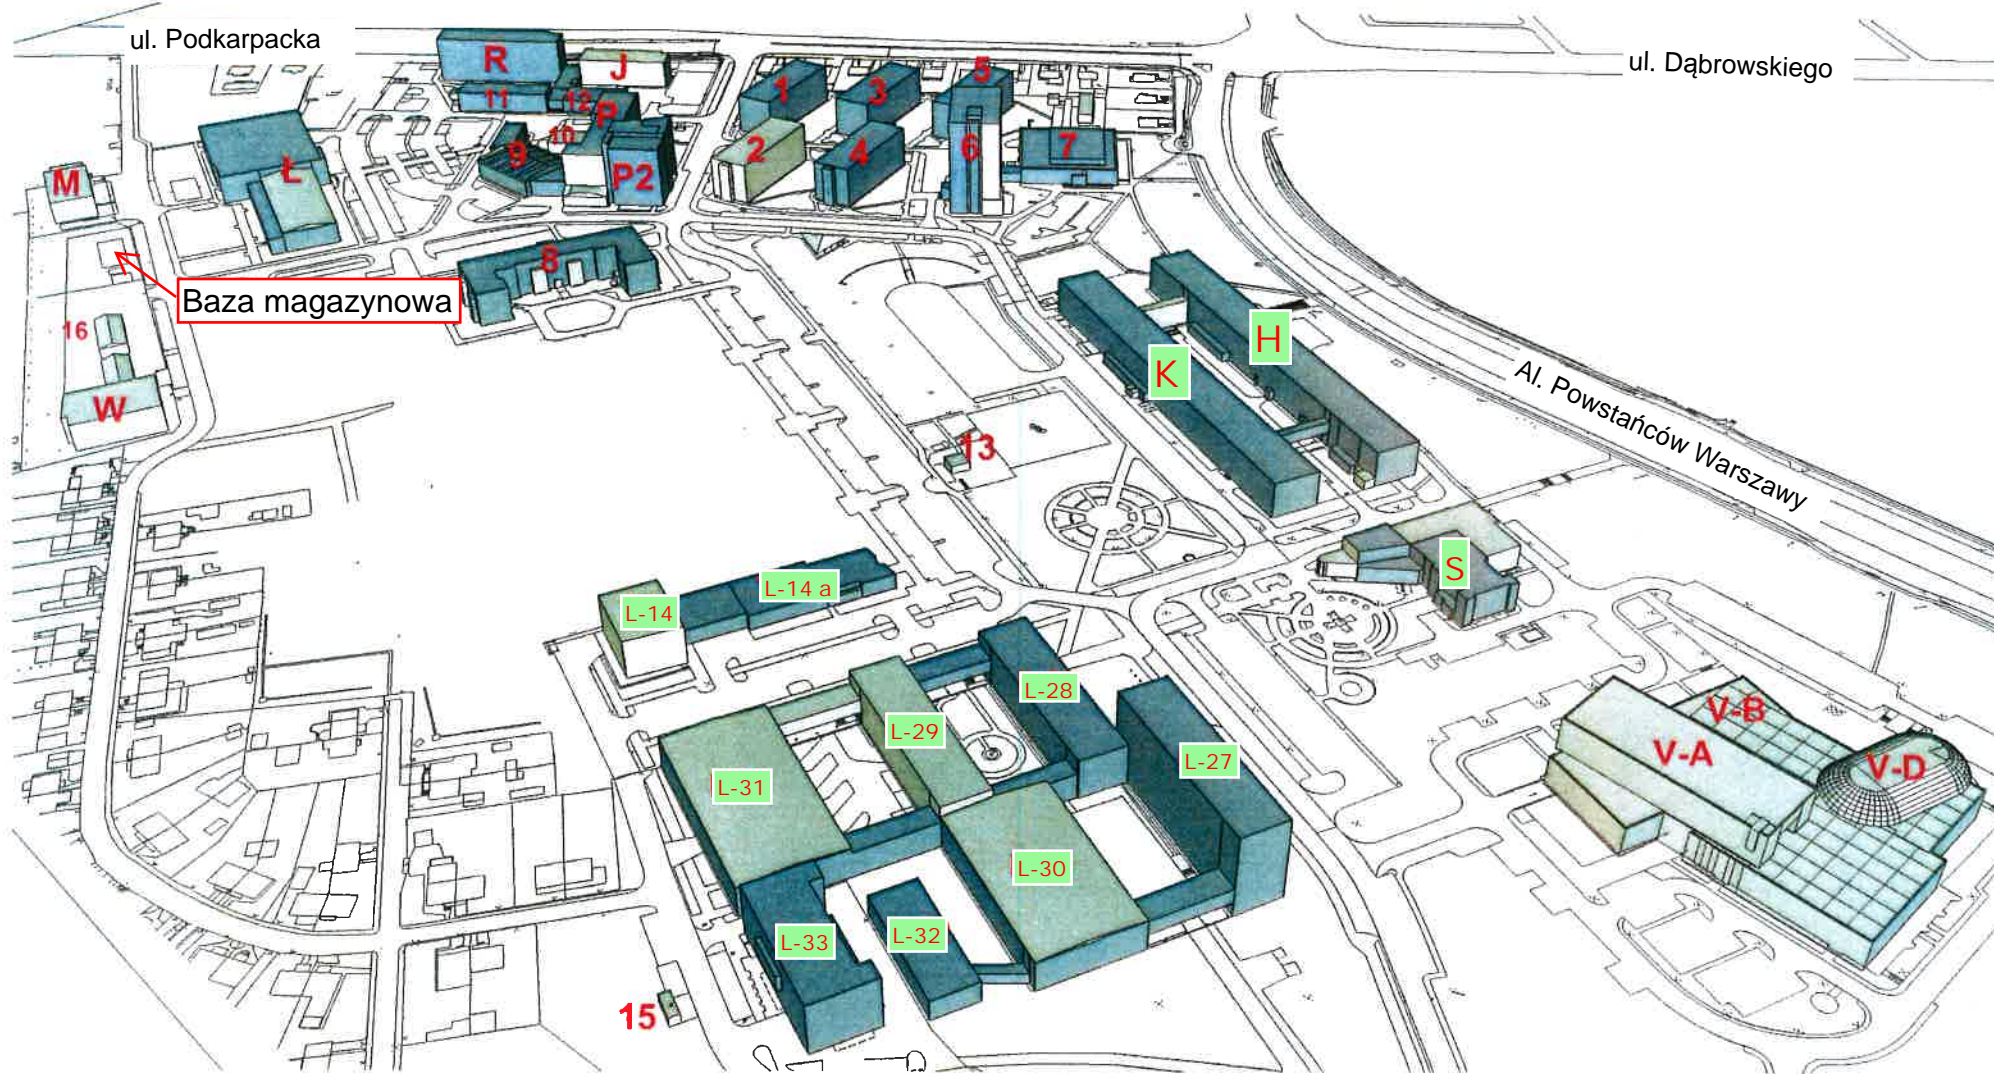 ul. Podkarpacka
ul. Dąbrowskiego
R
J
5
1
3
11
12
P
10
2
4
6
7
9
M
Ł
P2
8
Baza magazynowa
16
H
K
W
Al. Powstańców Warszawy
13
S
L-14 a
L-14
L-28
V-B
L-29
V-A
L-27
V-D
L-31
L-30
L-33
L-32
15